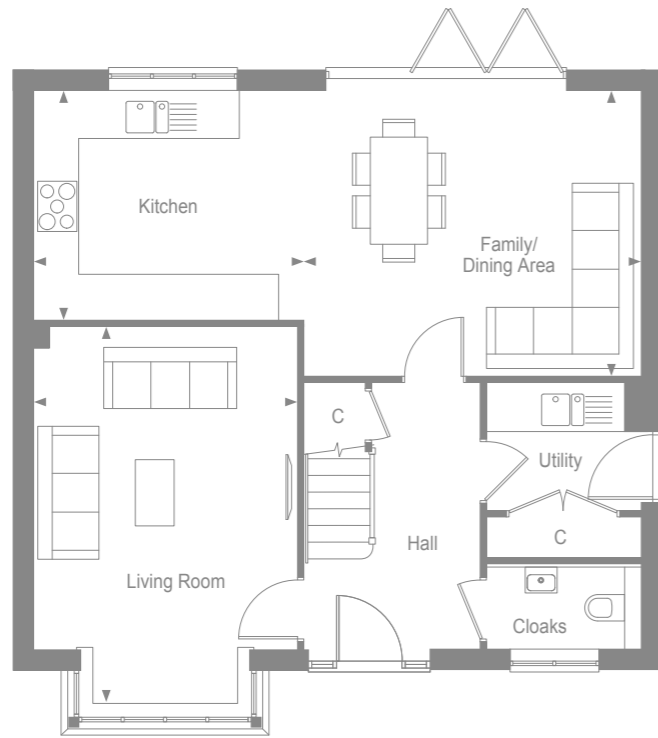 Kitchen
Family/
Dining Area
C
Utility
Hall
C
Living Room
Cloaks